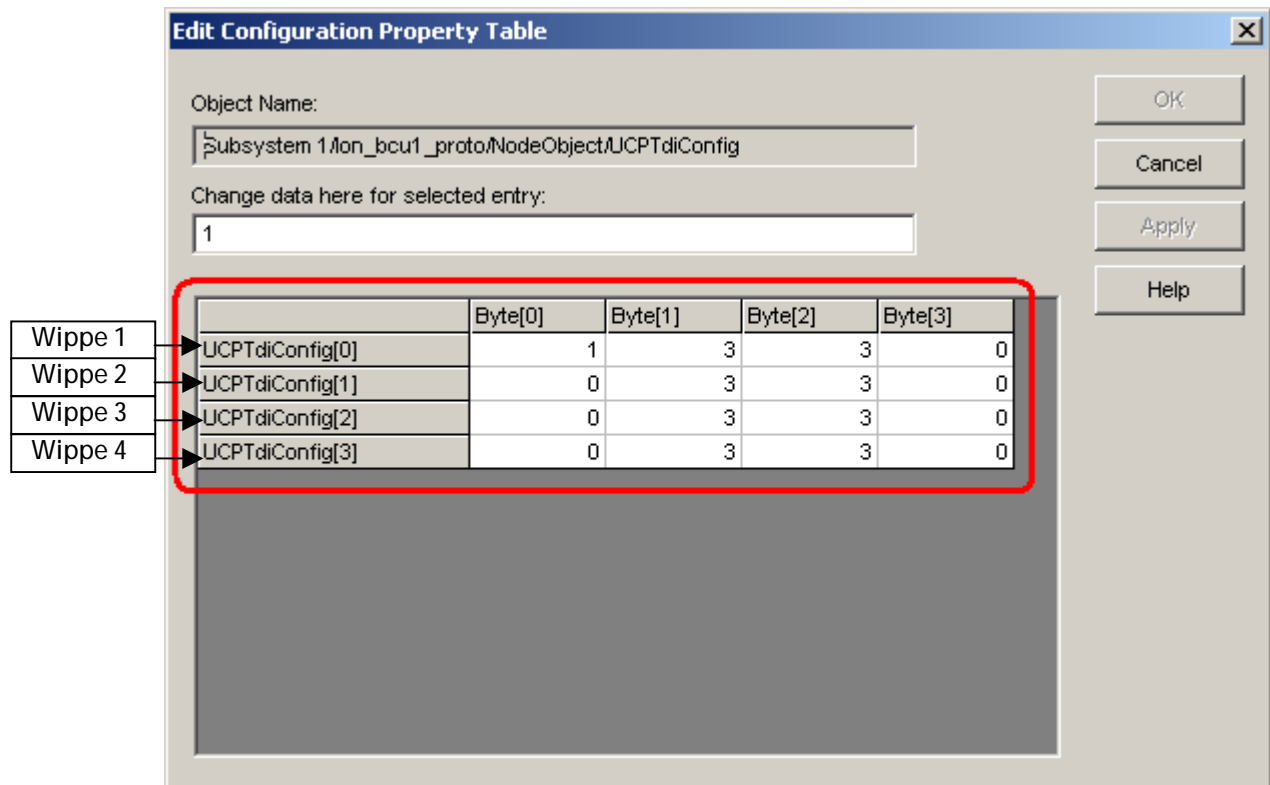 Edit Configuration Property Table
Object Name:
OK
Subsystem 1/lon_bcu1_proto/NodeObject/UCPTdiConfig
Cancel
Change data here for selected entry:
1
Apply
Help
Byte[0] Byte[1] Byte[2] Byte[3]
Wippe 1 UCPTdiConfig[0] 1 3 3 0
Wippe 2 UCPTdiConfig[1] 0 3 3 0
Wippe 3 UCPTdiConfig[2] 0 3 3 0
Wippe 4 UCPTdiConfig[3] 0 3 3 0